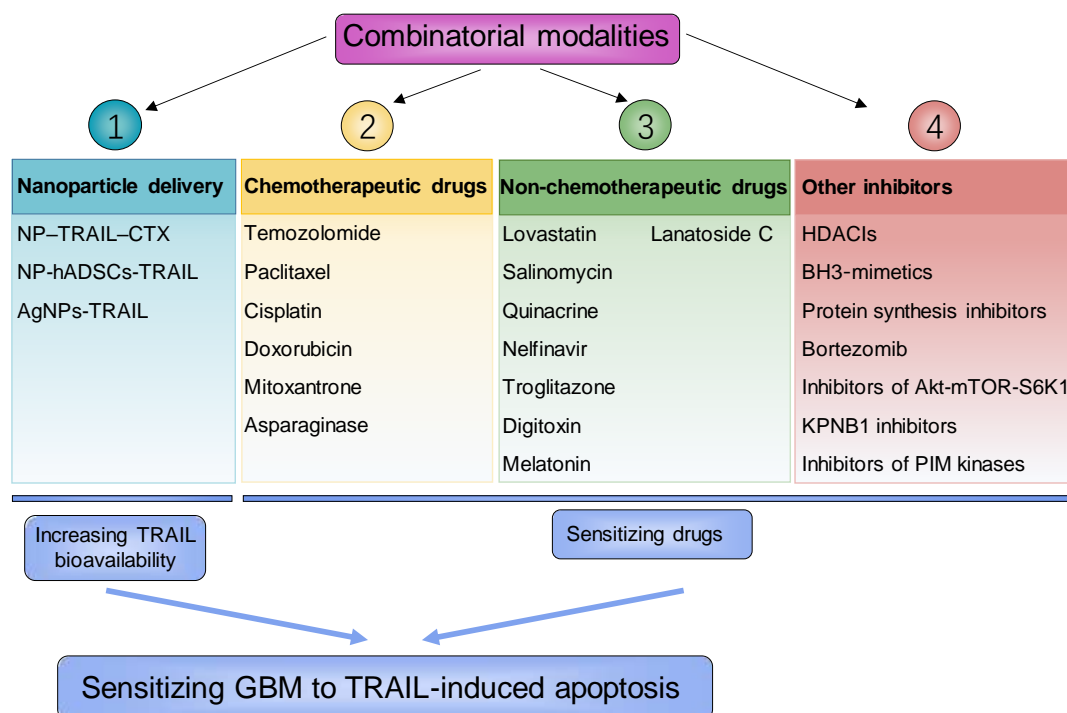 Combinatorial modalities
1
2
3
4
Nanoparticle delivery
NP–TRAIL–CTX
NP-hADSCs-TRAIL
AgNPs-TRAIL
Chemotherapeutic drugs
Temozolomide
Paclitaxel
Cisplatin
Doxorubicin
Mitoxantrone
Asparaginase
Non-chemotherapeutic drugs
Lovastatin Lanatoside C
Salinomycin
Quinacrine
Nelfinavir
Troglitazone
Digitoxin
Melatonin
Other inhibitors
HDACIs
BH3-mimetics
Protein synthesis inhibitors
Bortezomib
Inhibitors of Akt-mTOR-S6K1
KPNB1 inhibitors
Inhibitors of PIM kinases
Increasing TRAIL
bioavailability
Sensitizing drugs
Sensitizing GBM to TRAIL-induced apoptosis